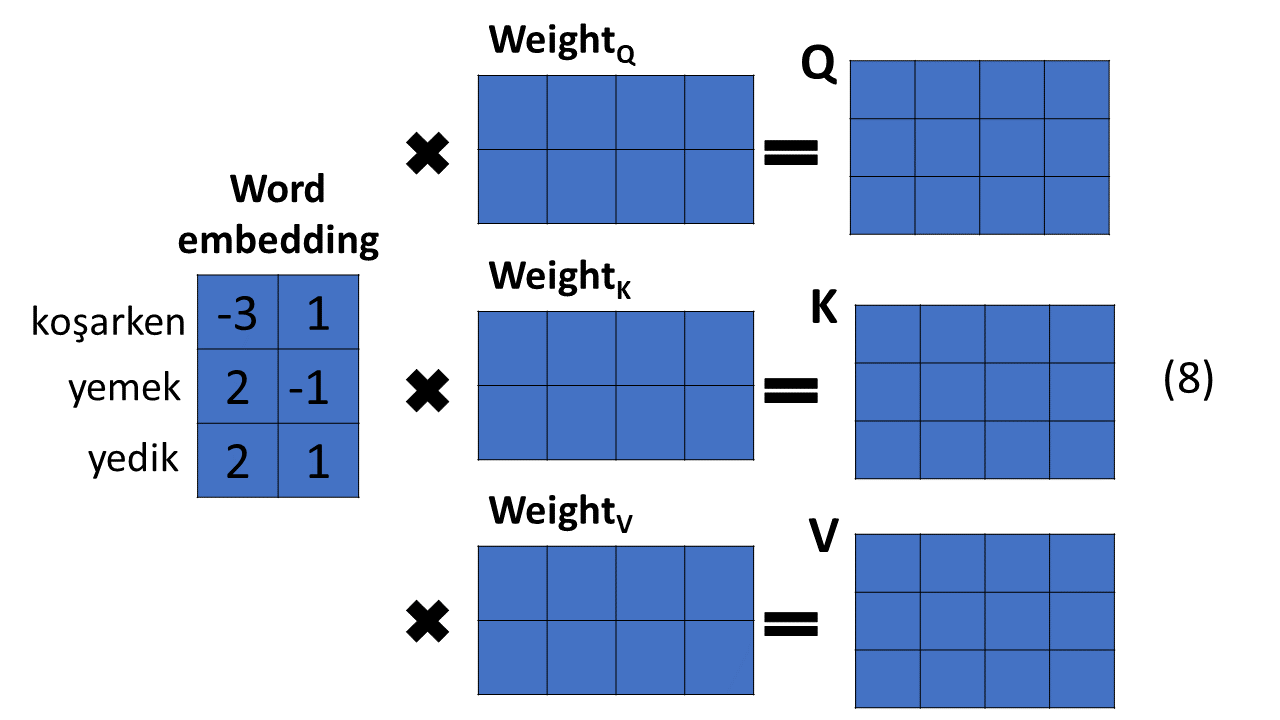 Weight_Q
Q
Word
embedding
koşarken -3 1
yemek 2 -1
yedik 2 1
Weight_K
K
(8)
Weight_V
V